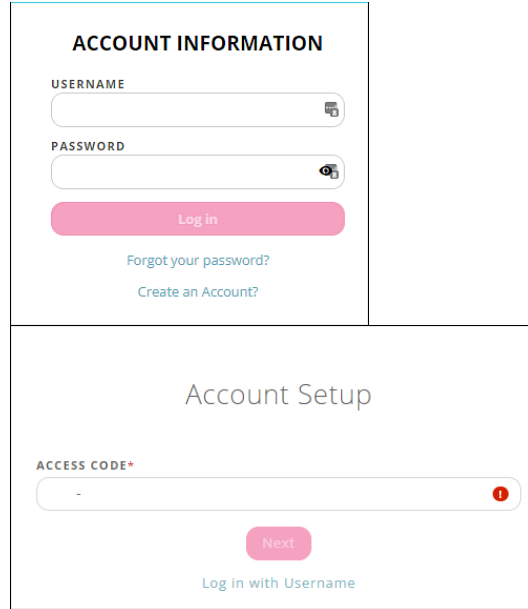 ACCOUNT INFORMATION
USERNAME
PASSWORD
Log in
Forgot your password?
Create an Account?
Account Setup
ACCESS CODE*
-
Next
Log in with Username